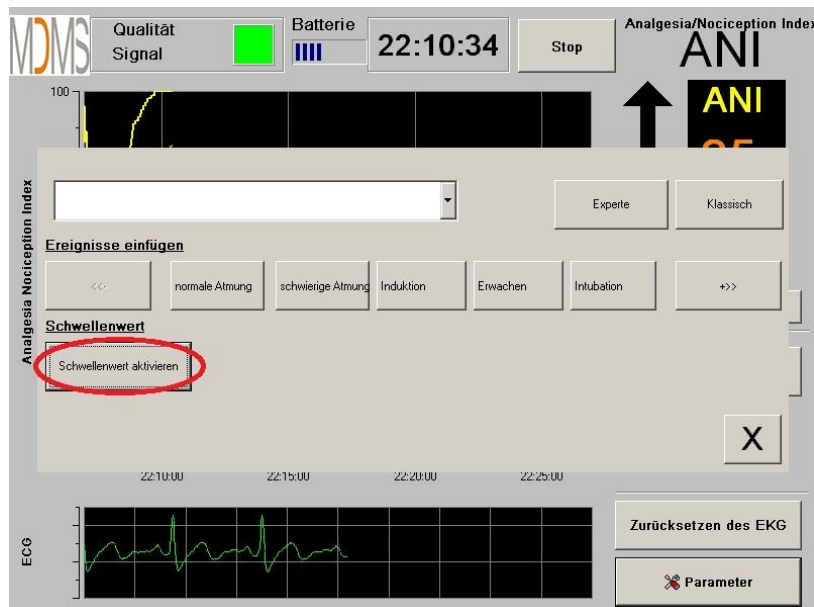 MDMS
Qualität
Signal
Batterie
22:10:34
Stop
Analgesia/Nociception Index
ANI
100
ANI
Experte
Klassisch
Ereignisse einfügen
<<-
normale Atmung
schwierige Atmung
Induktion
Erwachen
Intubation
+>>
Schwellenwert
Schwellenwert aktivieren
X
Analgesia Nociception Index
22:10:00
22:15:00
22:20:00
22:25:00
ECG
Zurücksetzen des EKG
Parameter